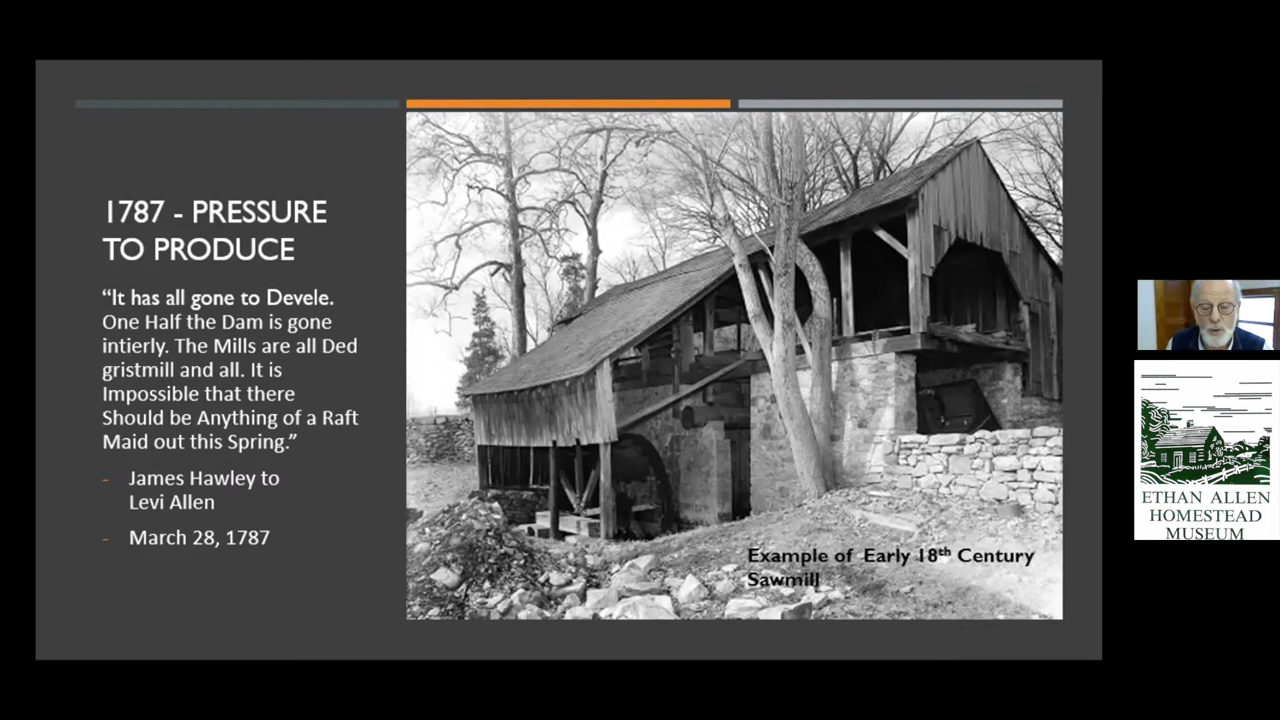 1787 - PRESSURE
TO PRODUCE
“It has all gone to Devele.
One Half the Dam is gone
intierly. The Mills are all Ded
gristmill and all. It is
Impossible that there
Should be Anything of a Raft
Maid out this Spring.”
- James Hawley to
Levi Allen
- March 28, 1787
Example of Early 18th Century
Sawmill
ETHAN ALLEN
HOMESTEAD
MUSEUM